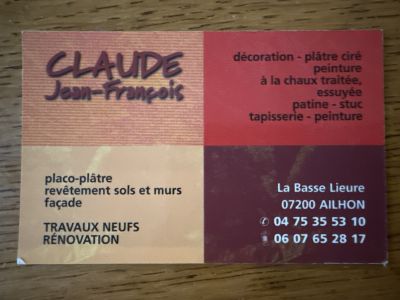 CLAUDE
Jean-François
décoration - plâtre ciré
peinture
à la chaux traitée,
essuyée
patine - stuc
tapisserie - peinture
placo-plâtre
revêtement sols et murs
façade
TRAVAUX NEUFS
RÉNOVATION
La Basse Lieure
07200 AILHON
✆ 04 75 35 53 10
06 07 65 28 17